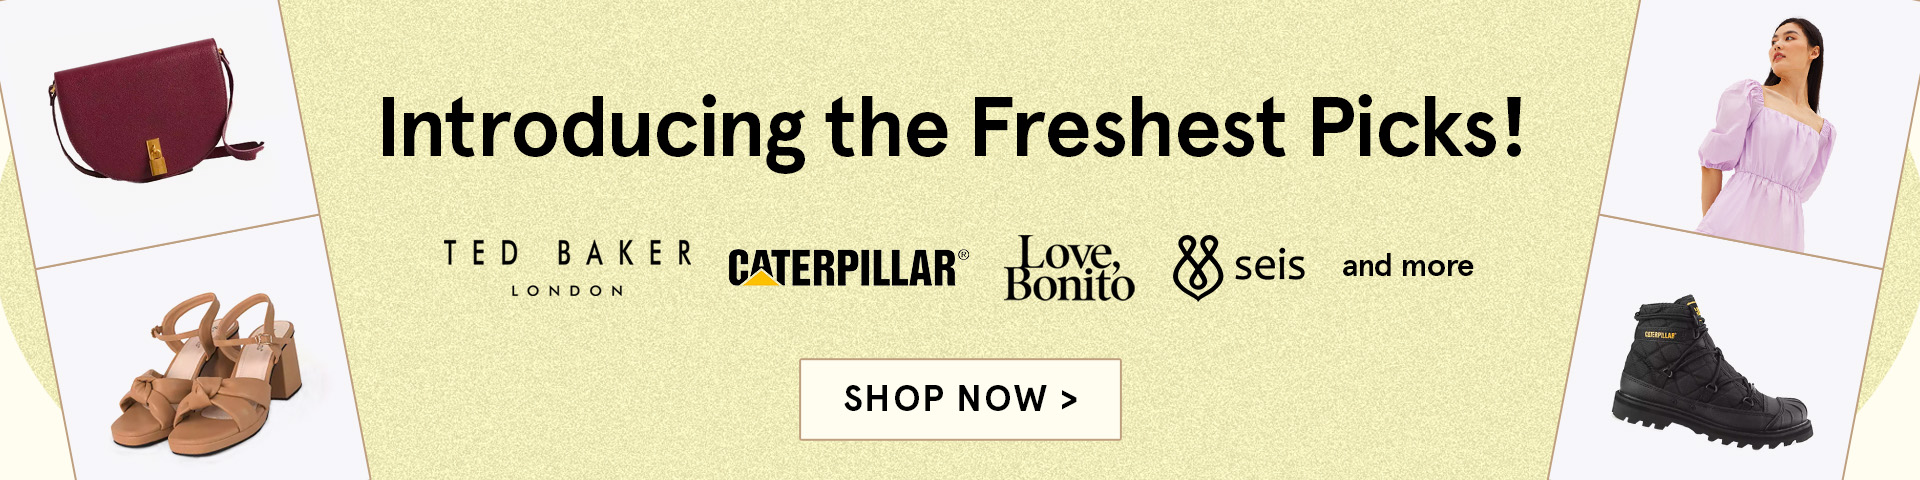 Introducing the Freshest Picks!
TED BAKER
LONDON
CATERPILLAR®
Love,
Bonito
seis
and more
SHOP NOW >
CATERPILLAR